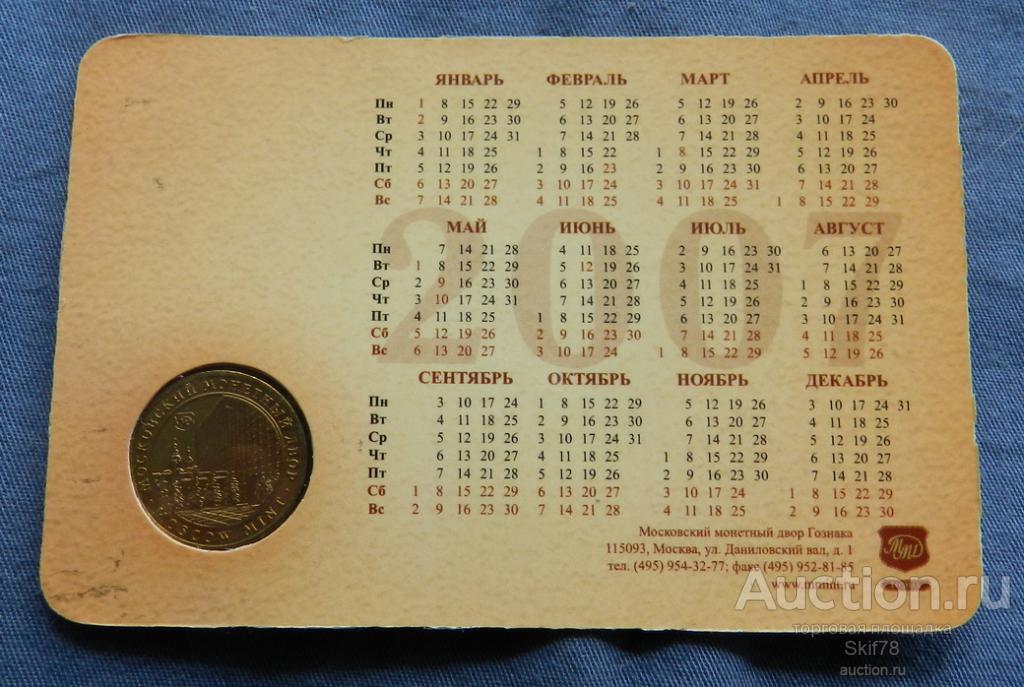 ЯНВАРЬ ФЕВРАЛЬ МАРТ АПРЕЛЬ
Пн 1 8 15 22 29 5 12 19 26 5 12 19 26 2 9 16 23 30
Вт 2 9 16 23 30 6 13 20 27 6 13 20 27 3 10 17 24
Ср 3 10 17 24 31 7 14 21 28 7 14 21 28 4 11 18 25
Чт 4 11 18 25 1 8 15 22 1 8 15 22 29 5 12 19 26
Пт 5 12 19 26 2 9 16 23 2 9 16 23 30 6 13 20 27
Сб 6 13 20 27 3 10 17 24 3 10 17 24 31 7 14 21 28
Вс 7 14 21 28 4 11 18 25 4 11 18 25 1 8 15 22 29
2007
МАЙ ИЮНЬ ИЮЛЬ АВГУСТ
Пн 7 14 21 28 4 11 18 25 2 9 16 23 30 6 13 20 27
Вт 1 8 15 22 29 5 12 19 26 3 10 17 24 31 7 14 21 28
Ср 2 9 16 23 30 6 13 20 27 4 11 18 25 1 8 15 22 29
Чт 3 10 17 24 31 7 14 21 28 5 12 19 26 2 9 16 23 30
Пт 4 11 18 25 1 8 15 22 29 6 13 20 27 3 10 17 24 31
Сб 5 12 19 26 2 9 16 23 30 7 14 21 28 4 11 18 25
Вс 6 13 20 27 3 10 17 24 1 8 15 22 29 5 12 19 26
СЕНТЯБРЬ ОКТЯБРЬ НОЯБРЬ ДЕКАБРЬ
Пн 3 10 17 24 1 8 15 22 29 5 12 19 26 3 10 17 24 31
Вт 4 11 18 25 2 9 16 23 30 6 13 20 27 4 11 18 25
Ср 5 12 19 26 3 10 17 24 31 7 14 21 28 5 12 19 26
Чт 6 13 20 27 4 11 18 25 1 8 15 22 29 6 13 20 27
Пт 7 14 21 28 5 12 19 26 2 9 16 23 30 7 14 21 28
Сб 1 8 15 22 29 6 13 20 27 3 10 17 24 1 8 15 22 29
Вс 2 9 16 23 30 7 14 21 28 4 11 18 25 2 9 16 23 30
МОСКОВСКИЙ МОНЕТНЫЙ ДВОР
MOSCOW MINT
Московский монетный двор Гознака
115093, Москва, ул. Даниловский вал, д. 1
тел. (495) 954-32-77; факс (495) 952-81-85
Auction.ru
торговая площадка
Skif78
auction.ru